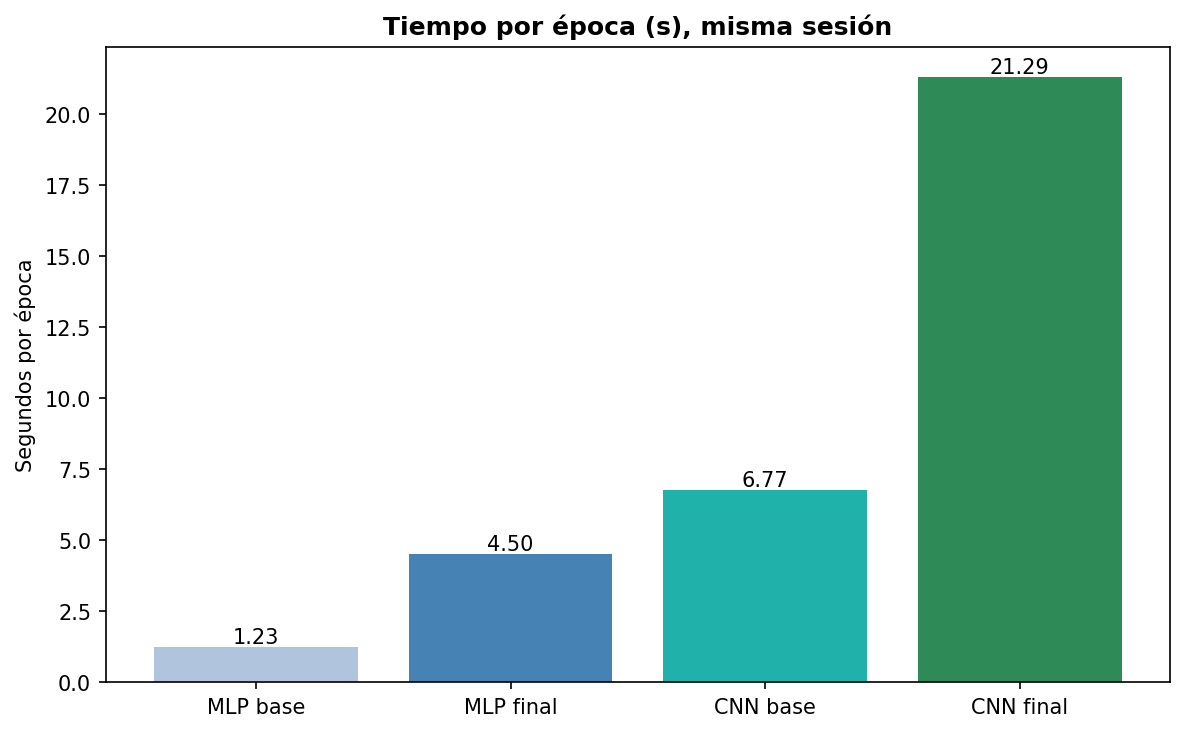 Tiempo por época (s), misma sesión
Segundos por época
20.0
17.5
15.0
12.5
10.0
7.5
5.0
2.5
0.0
1.23
4.50
6.77
21.29
MLP base
MLP final
CNN base
CNN final